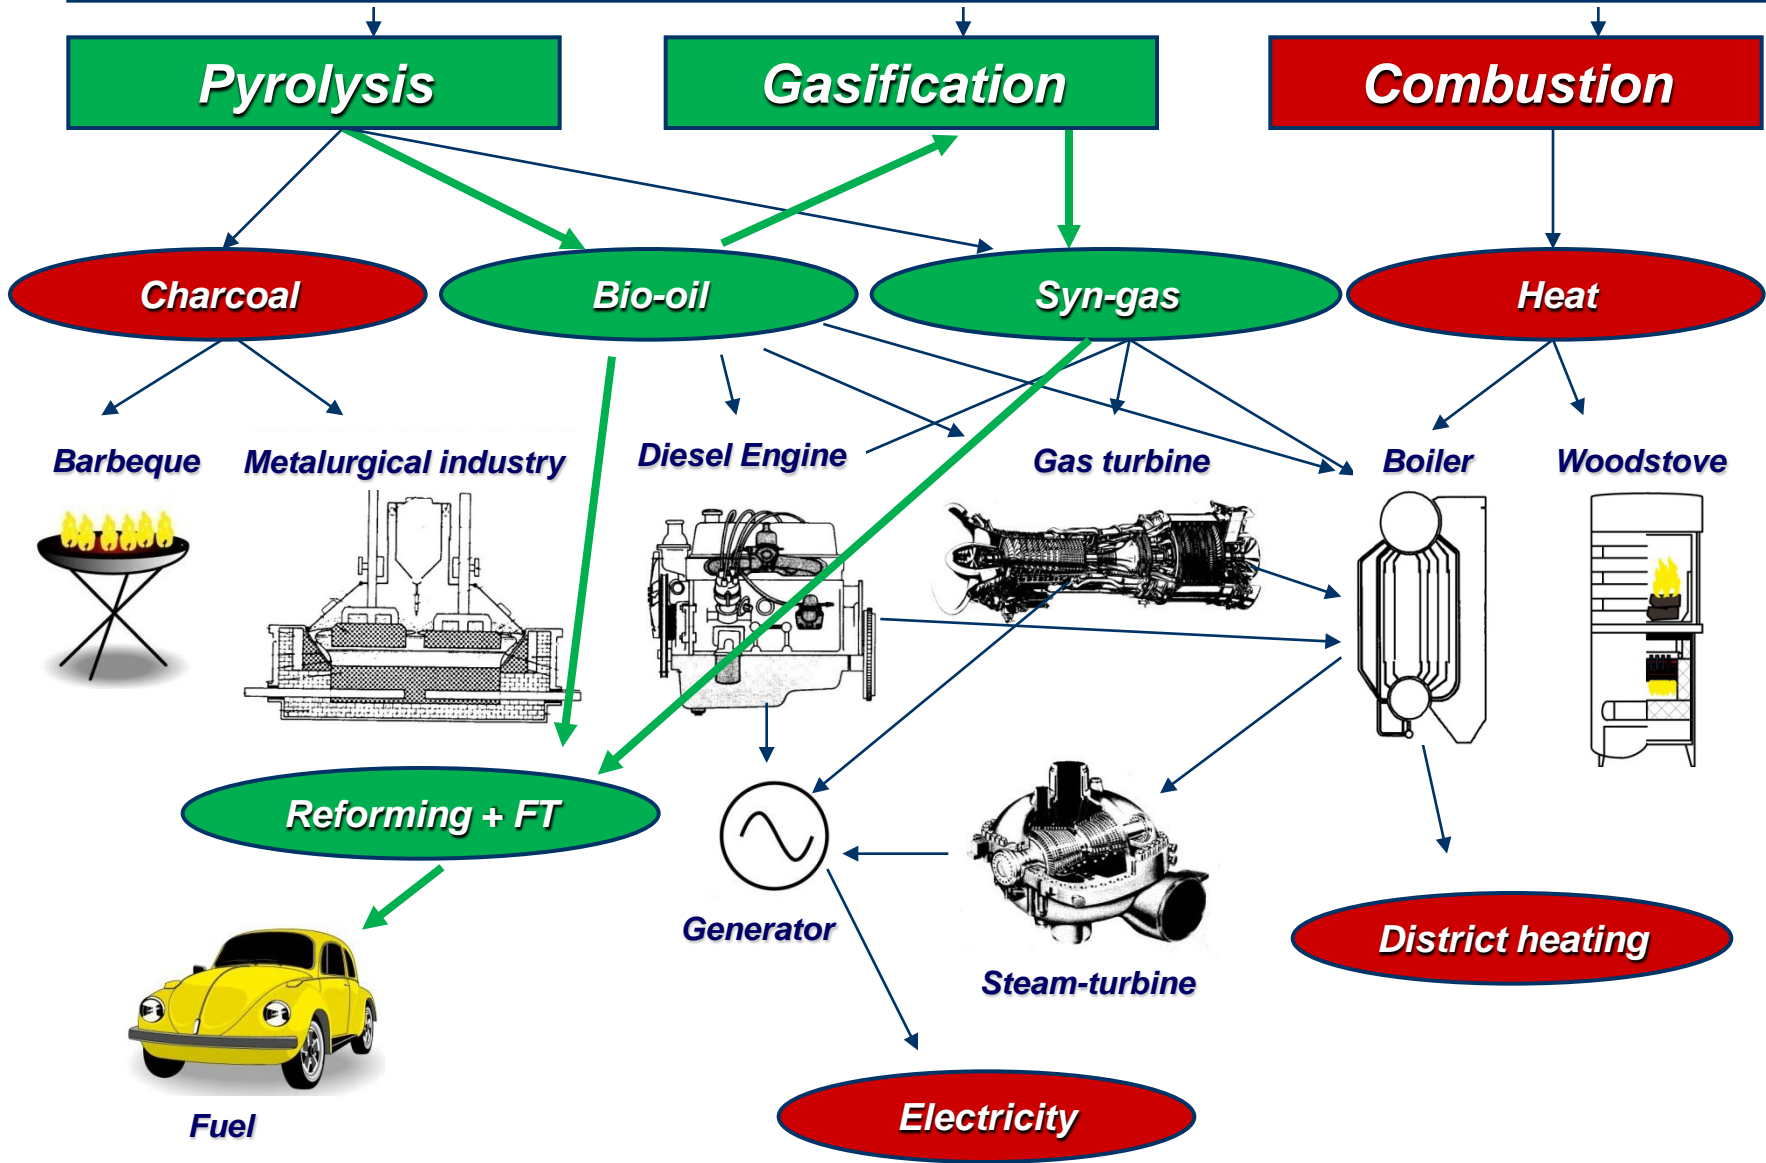 Pyrolysis
Gasification
Combustion
Charcoal
Bio-oil
Syn-gas
Heat
Barbeque
Metalurgical industry
Diesel Engine
Gas turbine
Boiler
Woodstove
Reforming + FT
Generator
Steam-turbine
District heating
Fuel
Electricity